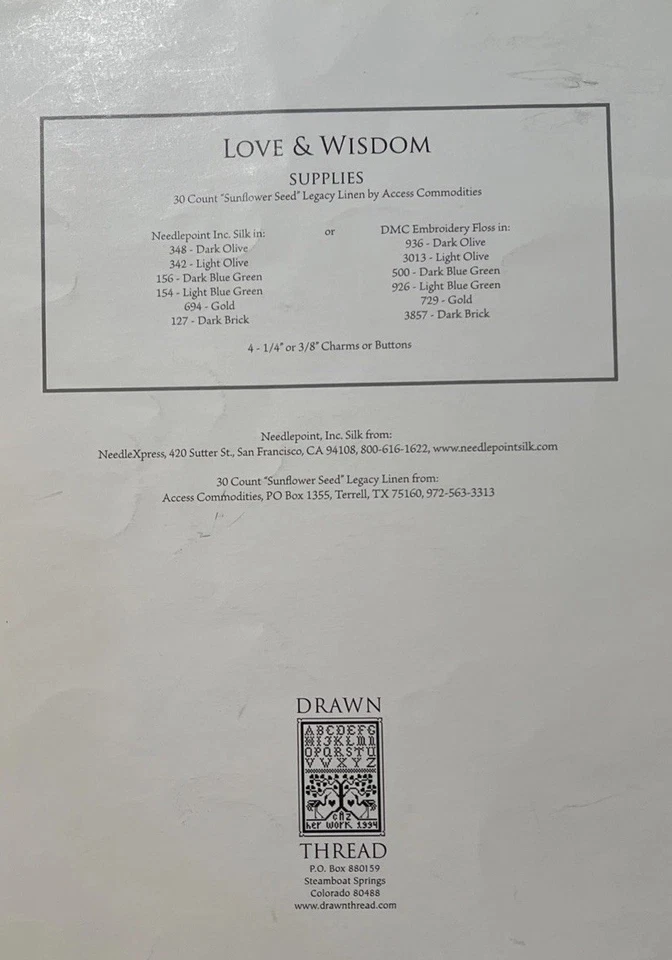 LOVE & WISDOM
SUPPLIES
30 Count "Sunflower Seed" Legacy Linen by Access Commodities
Needlepoint Inc. Silk in:
348 - Dark Olive
342 - Light Olive
156 - Dark Blue Green
154 - Light Blue Green
694 - Gold
127 - Dark Brick
or
DMC Embroidery Floss in:
936 - Dark Olive
3013 - Light Olive
500 - Dark Blue Green
926 - Light Blue Green
729 - Gold
3857 - Dark Brick
4 - 1/4" or 3/8" Charms or Buttons
Needlepoint, Inc. Silk from:
NeedleXpress, 420 Sutter St., San Francisco, CA 94108, 800-616-1622, www.needlepointsilk.com
30 Count "Sunflower Seed" Legacy Linen from:
Access Commodities, PO Box 1355, Terrell, TX 75160, 972-563-3313
DRAWN
ABCDEFG
HIJKLMN
OPQRSTU
VWXYZ
her work 1994
THREAD
P.O. Box 880159
Steamboat Springs
Colorado 80488
www.drawnthread.com